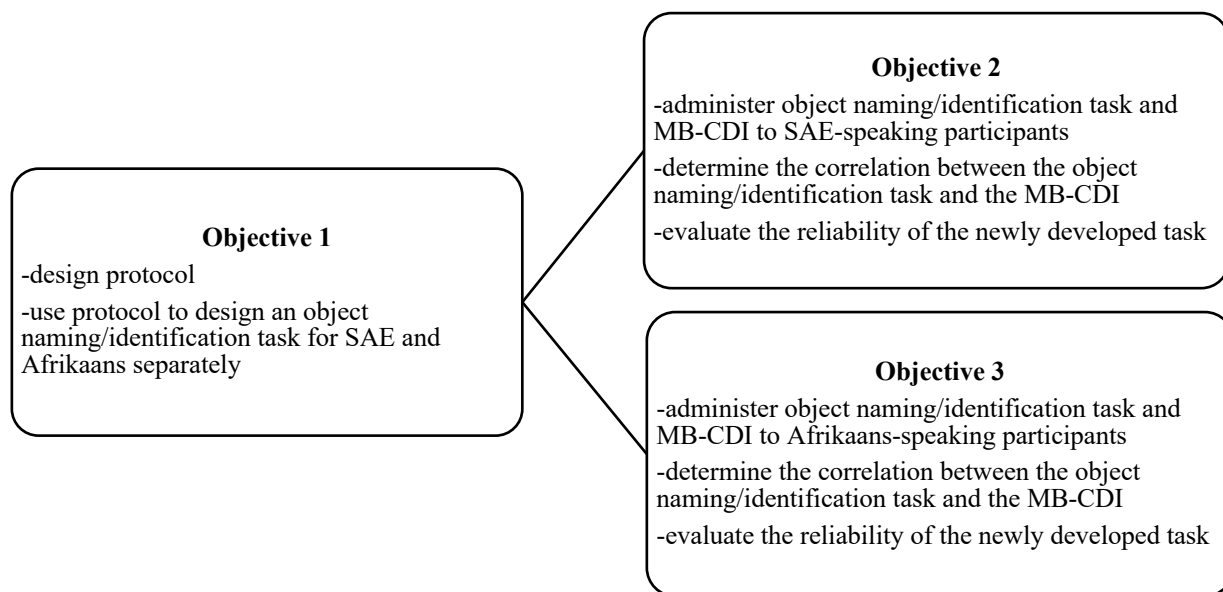 Objective 1
-design protocol
-use protocol to design an object
naming/identification task for SAE and
Afrikaans separately
Objective 2
-administer object naming/identification task and
MB-CDI to SAE-speaking participants
-determine the correlation between the object
naming/identification task and the MB-CDI
-evaluate the reliability of the newly developed task
Objective 3
-administer object naming/identification task and
MB-CDI to Afrikaans-speaking participants
-determine the correlation between the object
naming/identification task and the MB-CDI
-evaluate the reliability of the newly developed task